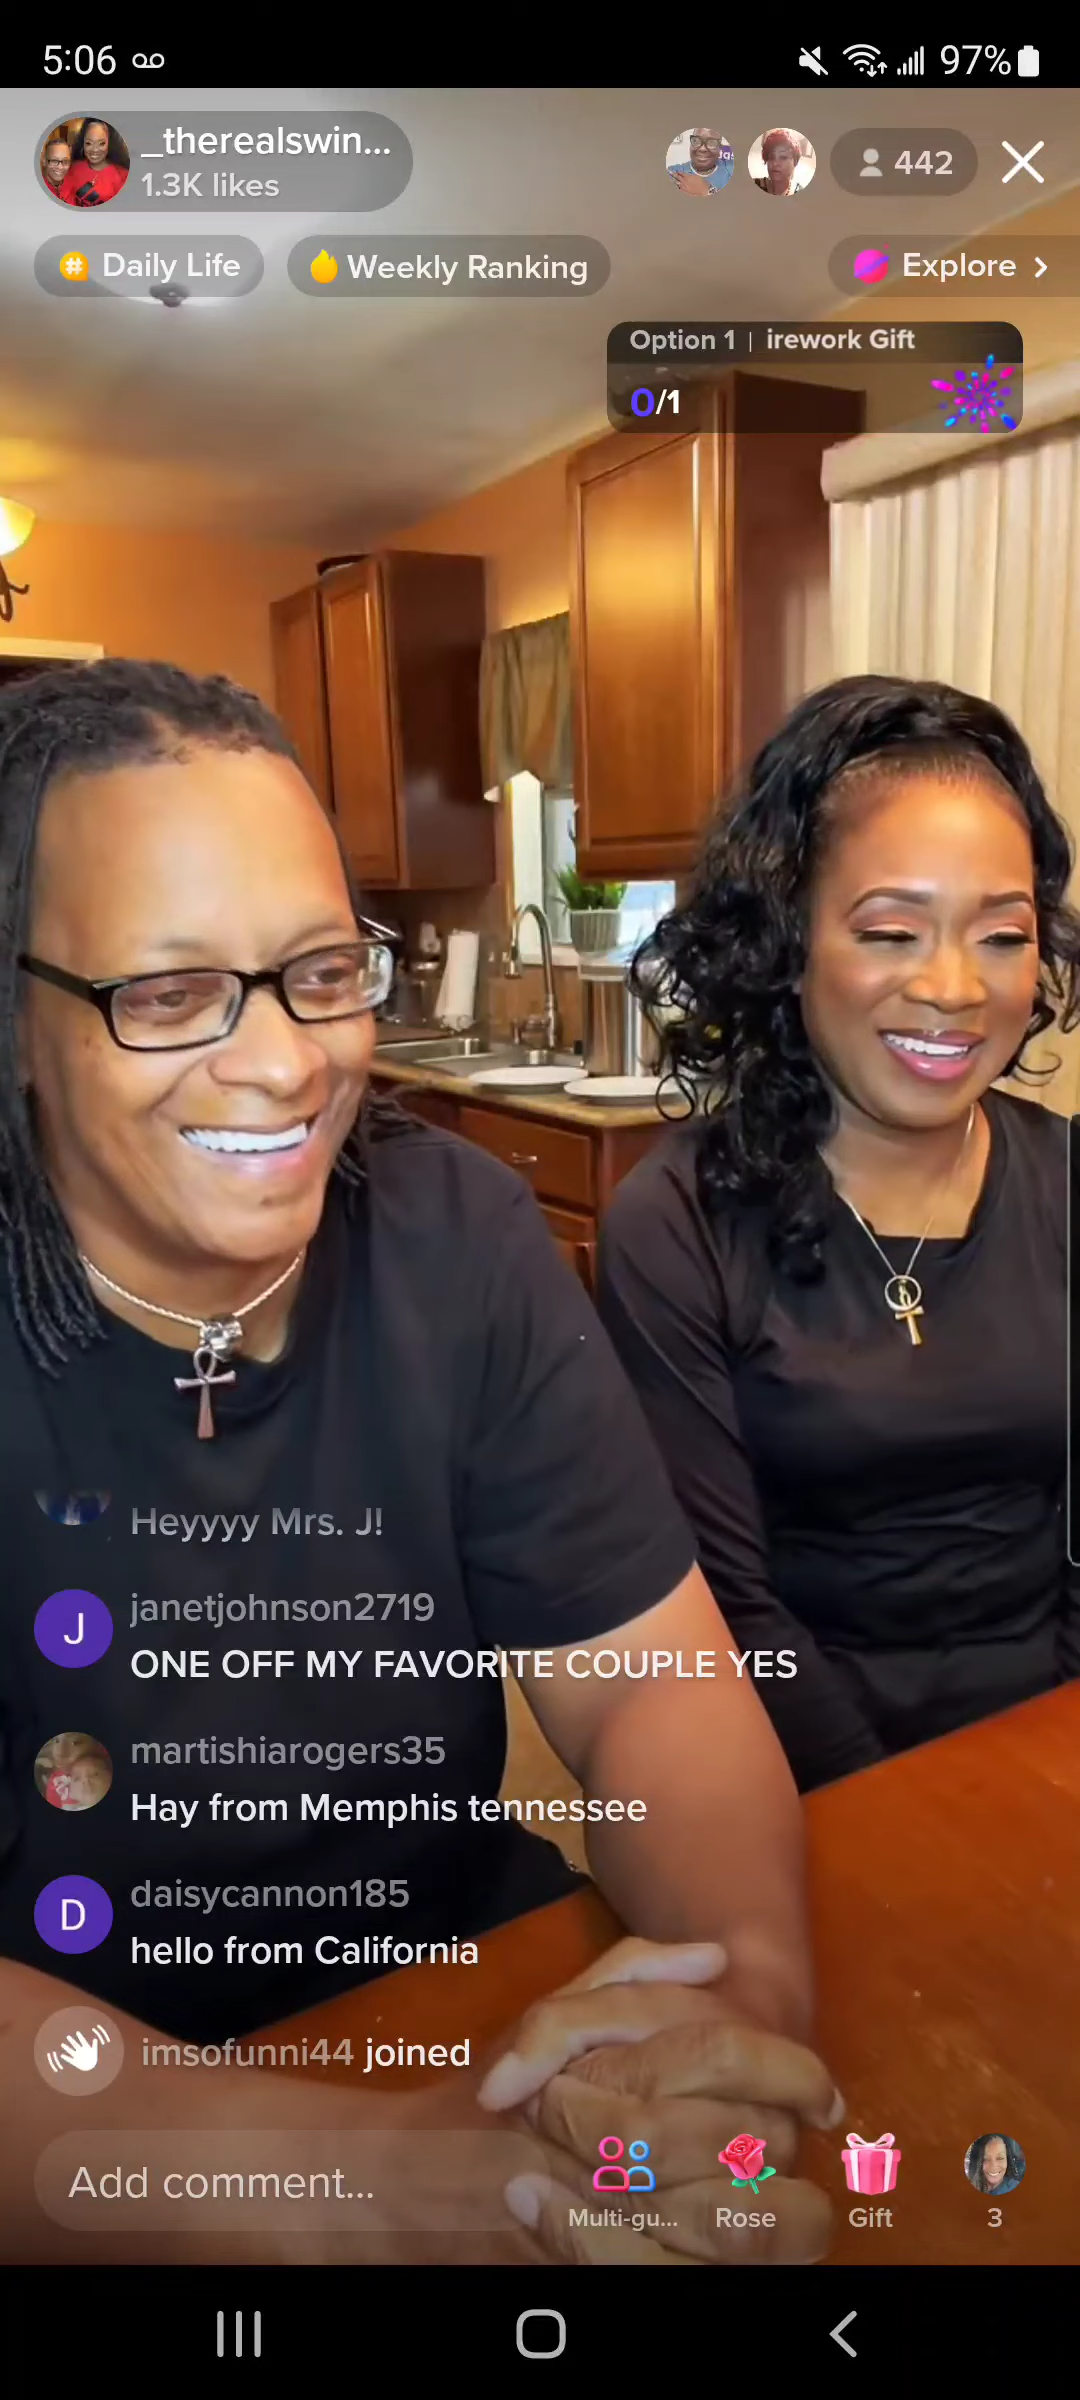 5:06
97%
_therealswin...
1.3K likes
442
Daily Life
Weekly Ranking
Explore
Option 1 | irework Gift
0/1
Heyyyy Mrs. J!
J
janetjohnson2719
ONE OFF MY FAVORITE COUPLE YES
martishiarogers35
Hay from Memphis tennessee
D
daisycannon185
hello from California
imsofunni44 joined
Add comment...
Multi-gu...
Rose
Gift
3